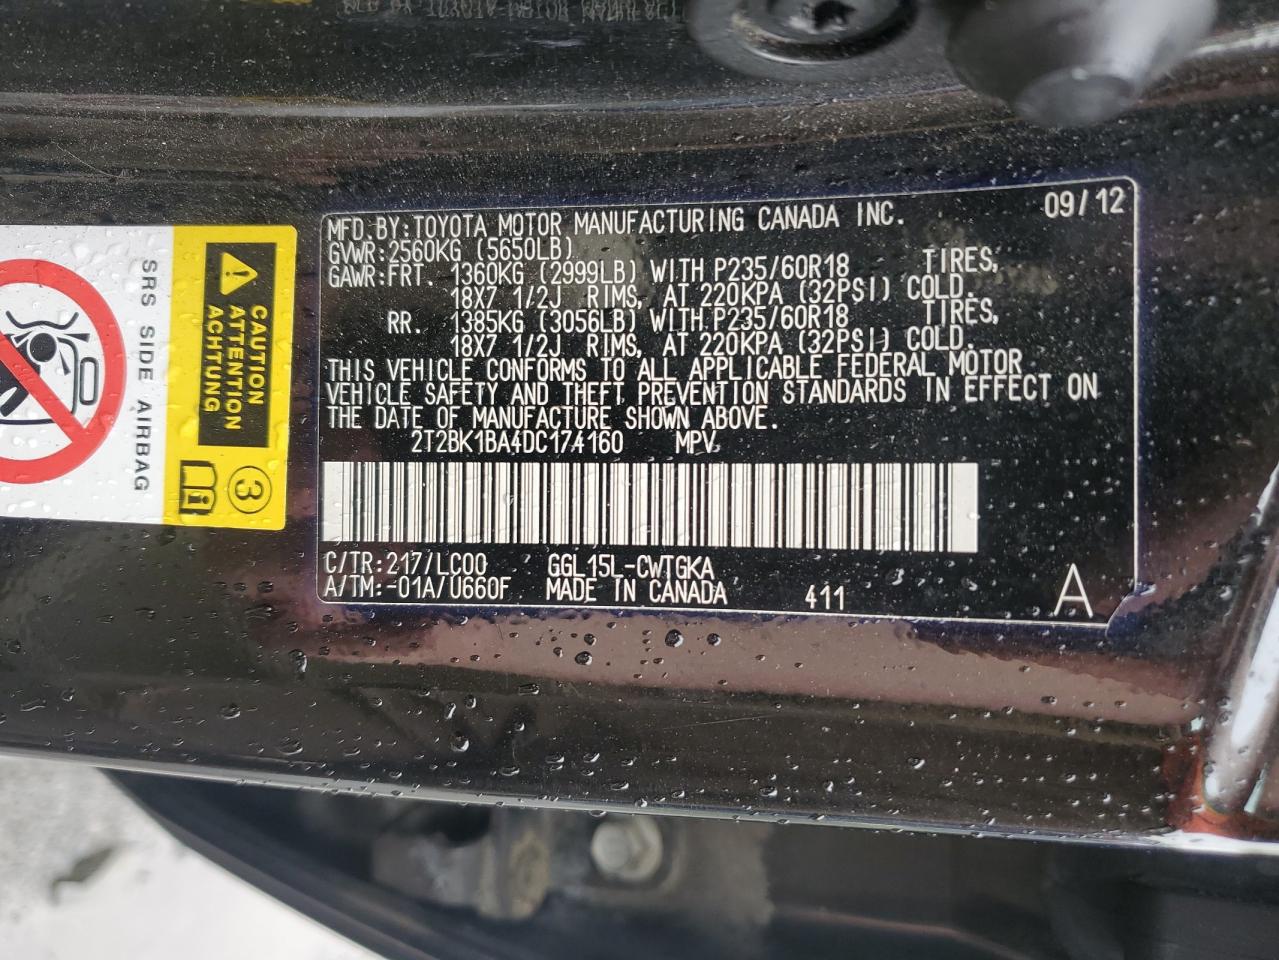 MFD.BY:TOYOTA MOTOR MANUFACTURING CANADA INC. 09/12
GVWR:2560KG (5650LB)
GAWR:FRT. 1360KG (2999LB) WITH P235/60R18 TIRES,
18X7 1/2J RIMS, AT 220KPA (32PSI) COLD.
RR. 1385KG (3056LB) WITH P235/60R18 TIRES,
18X7 1/2J RIMS, AT 220KPA (32PSI) COLD.
THIS VEHICLE CONFORMS TO ALL APPLICABLE FEDERAL MOTOR
VEHICLE SAFETY AND THEFT PREVENTION STANDARDS IN EFFECT ON
THE DATE OF MANUFACTURE SHOWN ABOVE.
2T2BK1BA4DC174160 MPV
C/TR:217/LC00 GGL15L-CWTGKA
A/TM:-01A/U660F MADE IN CANADA 411 A
CAUTION
ATTENTION
ACHTUNG
3
SRS SIDE AIRBAG